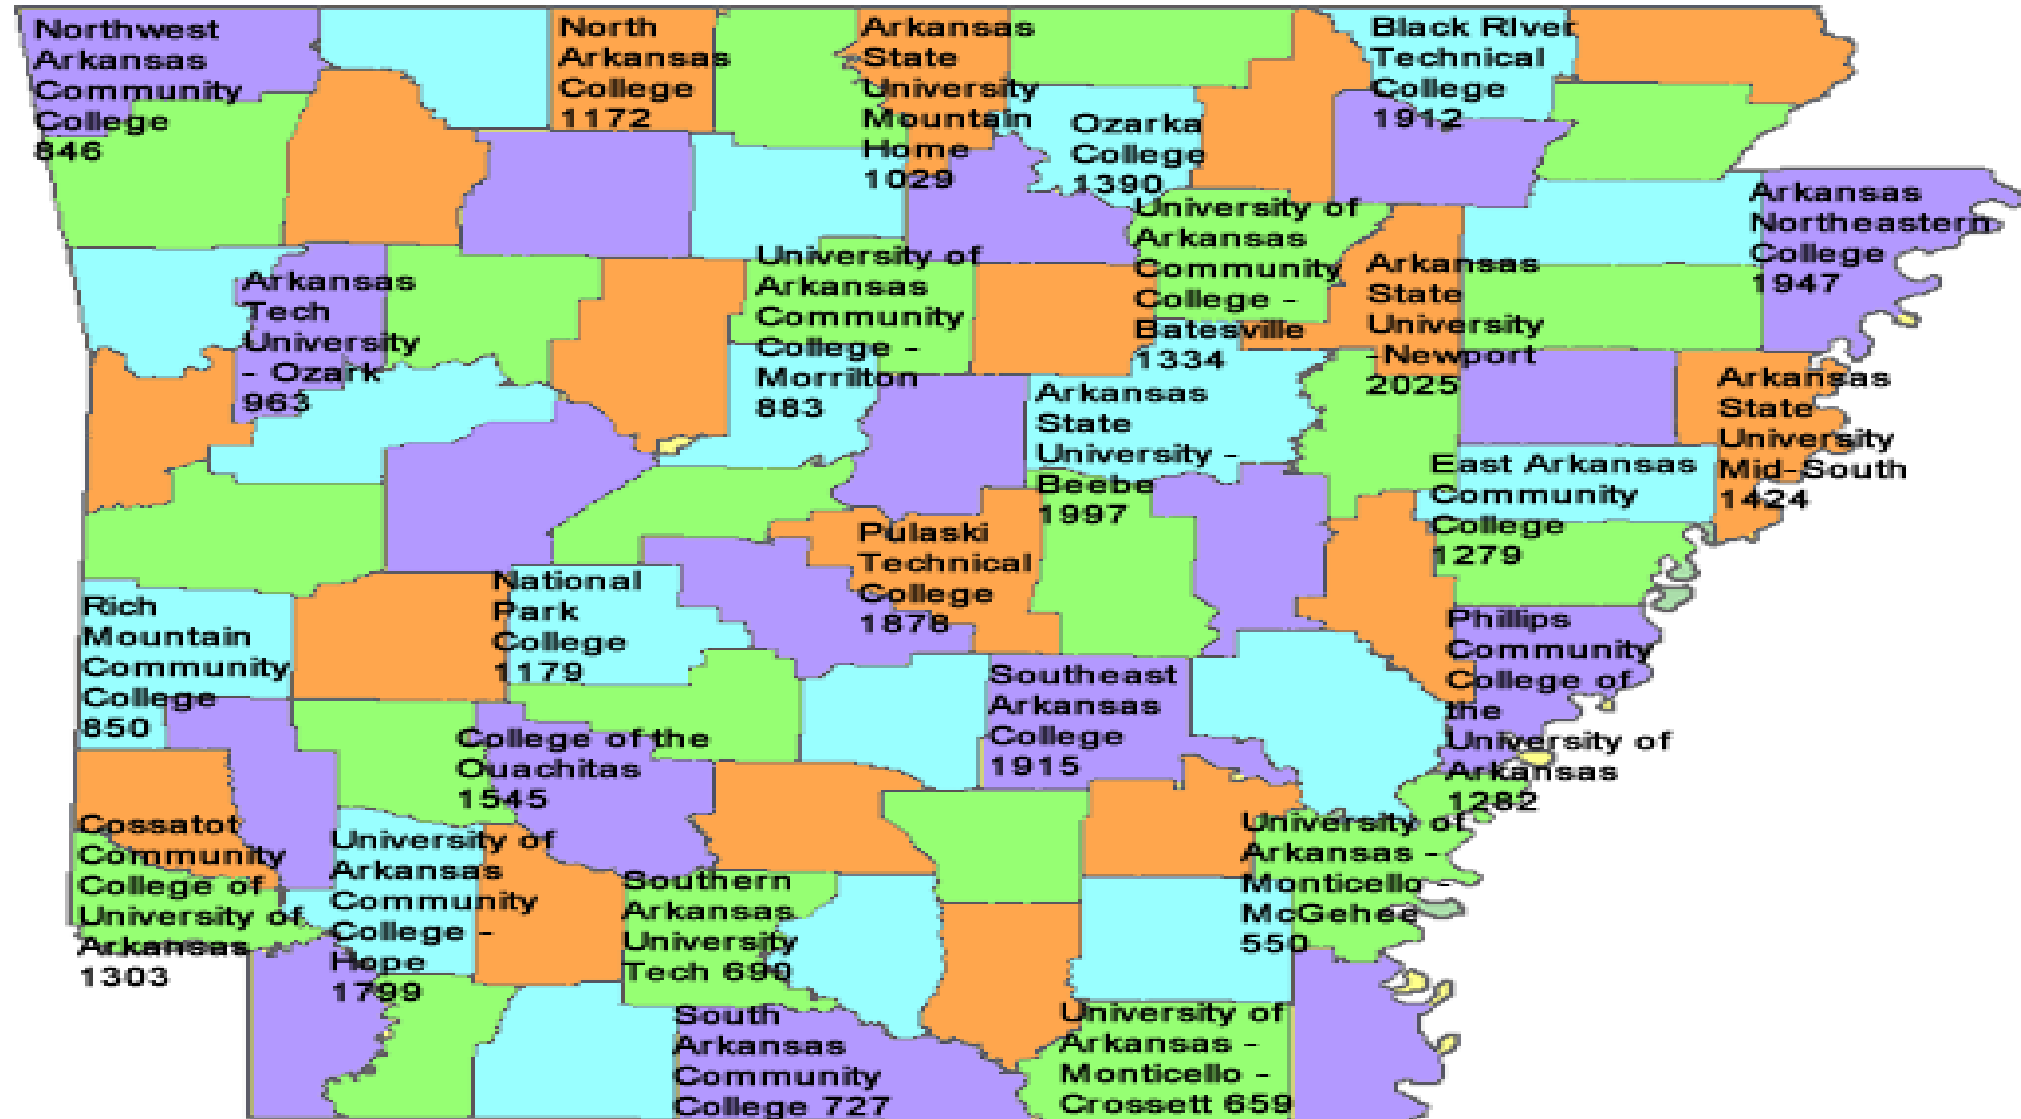 Northwest
Arkansas
Community
College
846
North
Arkansas
College
1172
Arkansas
State
University
Mountain
Home
1029
Ozarka
College
1390
Black RIver
Technical
College
1912
Arkansas
Northeastern
College
1947
Arkansas
Tech
University
- Ozark
963
University of
Arkansas
Community
College -
Morrilton
883
University of
Arkansas
Community
College -
Batesville
1334
Arkansas
State
University
-Newport
2025
Arkansas
State
University -
Beebe
1997
Arkansas
State
University
Mid-South
1424
East Arkansas
Community
College
1279
Pulaski
Technical
College
1878
National
Park
College
1179
Rich
Mountain
Community
College
850
Phillips
Community
College of
the
University of
Arkansas
1282
Southeast
Arkansas
College
1915
College of the
Ouachitas
1545
Cossatot
Community
College of
University of
Arkansas
1303
University of
Arkansas
Community
College -
Hope
1799
Southern
Arkansas
University
Tech 690
University of
Arkansas -
Monticello -
McGehee
550
South
Arkansas
Community
College 727
University of
Arkansas -
Monticello -
Crossett 659